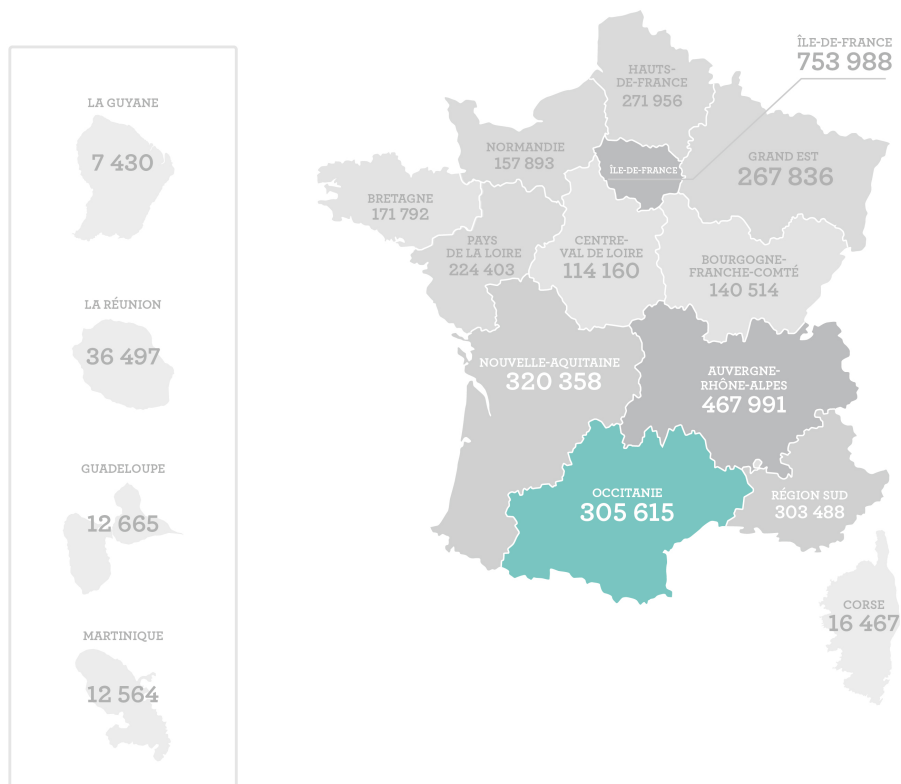 LA GUYANE
7 430
LA RÉUNION
36 497
GUADELOUPE
12 665
MARTINIQUE
12 564
ÎLE-DE-FRANCE
753 988
HAUTS-
DE-FRANCE
271 956
NORMANDIE
157 893
ÎLE-DE-FRANCE
GRAND EST
267 836
BRETAGNE
171 792
PAYS
DE LA LOIRE
224 403
CENTRE-
VAL DE LOIRE
114 160
BOURGOGNE-
FRANCHE-COMTÉ
140 514
NOUVELLE-AQUITAINE
320 358
AUVERGNE-
RHÔNE-ALPES
467 991
OCCITANIE
305 615
RÉGION SUD
303 488
CORSE
16 467